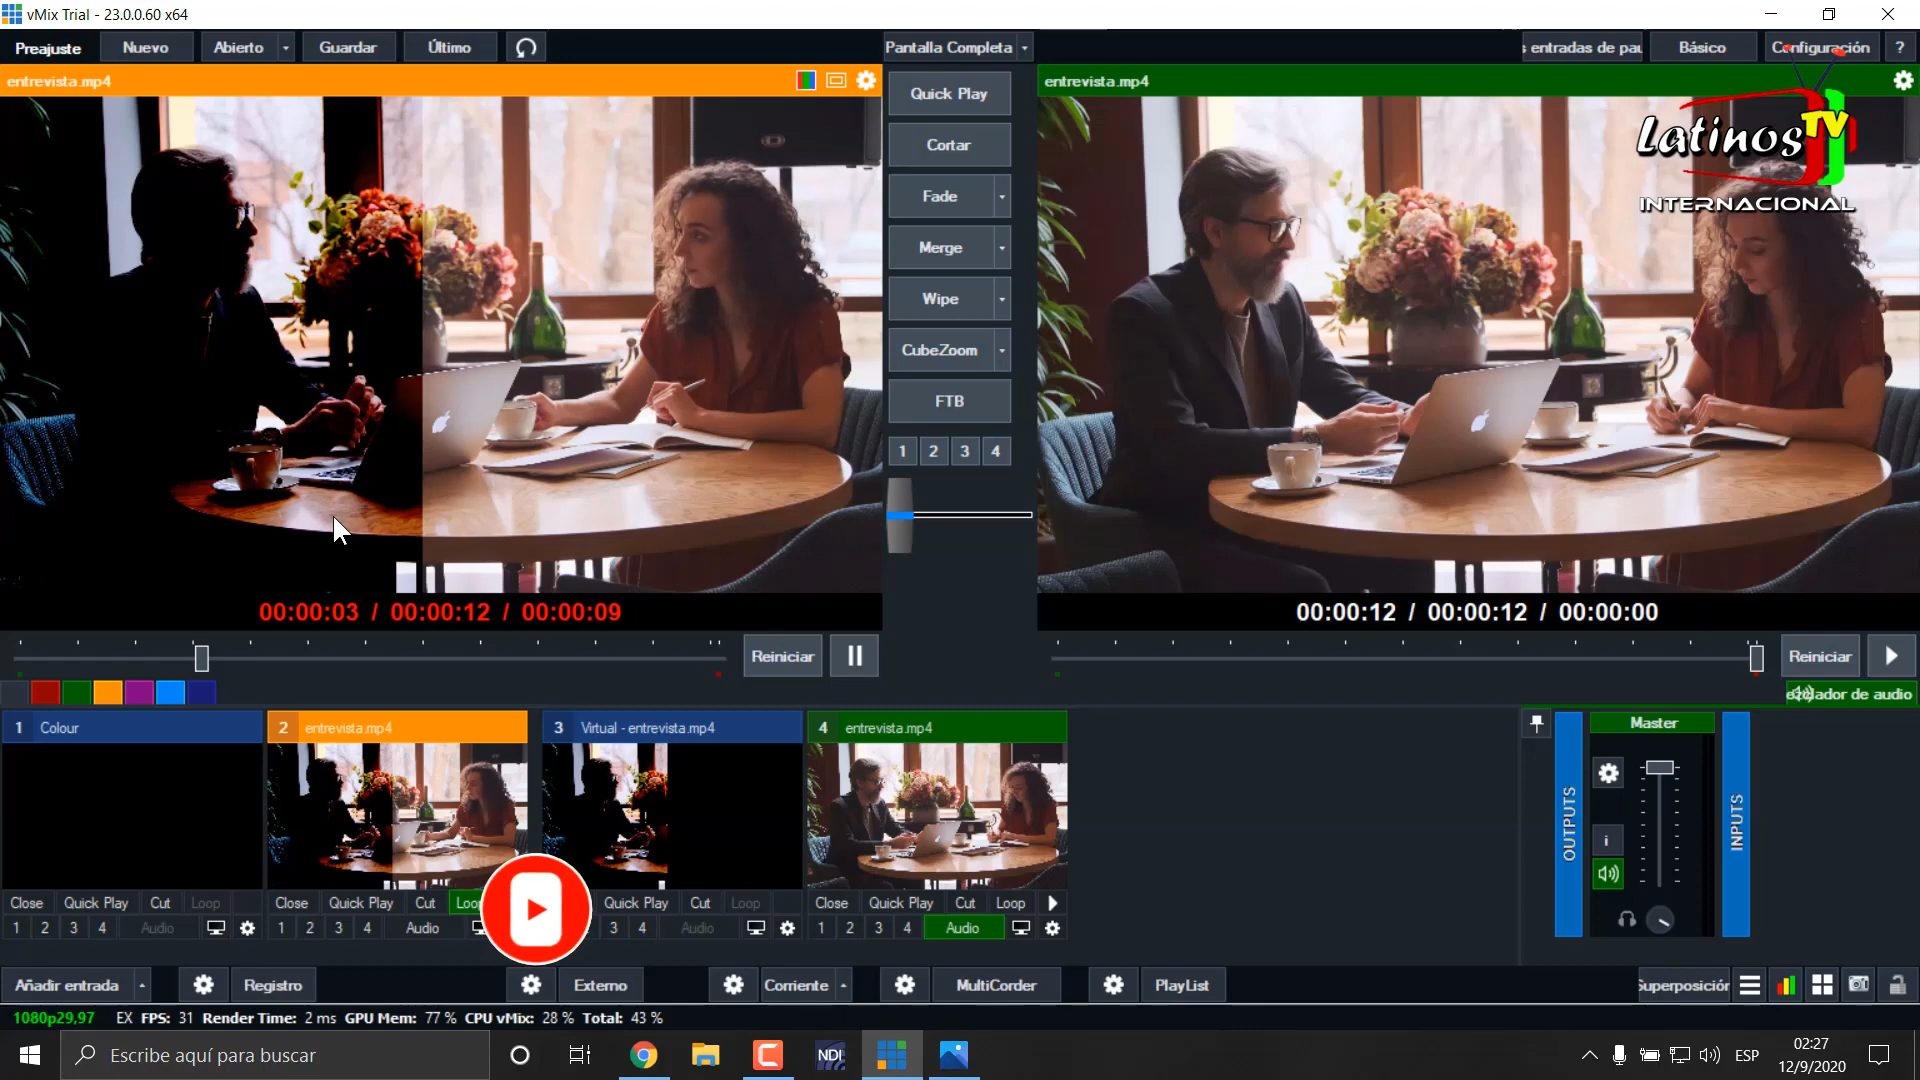 vMix Trial - 23.0.0.60 x64
Preajuste
Nuevo
Abierto
Guardar
Último
Pantalla Completa
entradas de pau
Básico
Configuración
?
entrevista.mp4
entrevista.mp4
Latinos TV
INTERNACIONAL
Quick Play
Cortar
Fade
Merge
Wipe
CubeZoom
FTB
1 2 3 4
00:00:03 / 00:00:12 / 00:00:09
00:00:12 / 00:00:12 / 00:00:00
Reiniciar
Reiniciar
lador de audio
1 Colour
2 entrevista.mp4
3 Virtual - entrevista.mp4
4 entrevista.mp4
Master
OUTPUTS
i
INPUTS
Close Quick Play Cut Loop
Close Quick Play Cut Loop
Quick Play Cut Loop
Close Quick Play Cut Loop
1 2 3 4 Audio
1 2 3 4 Audio
3 4 Audio
1 2 3 4 Audio
Añadir entrada
Registro
Externo
Corriente
MultiCorder
PlayList
Superposición
1080p29,97 EX FPS: 31 Render Time: 2 ms GPU Mem: 77 % CPU vMix: 28 % Total: 43 %
Escribe aquí para buscar
NDI
ESP
02:27
12/9/2020